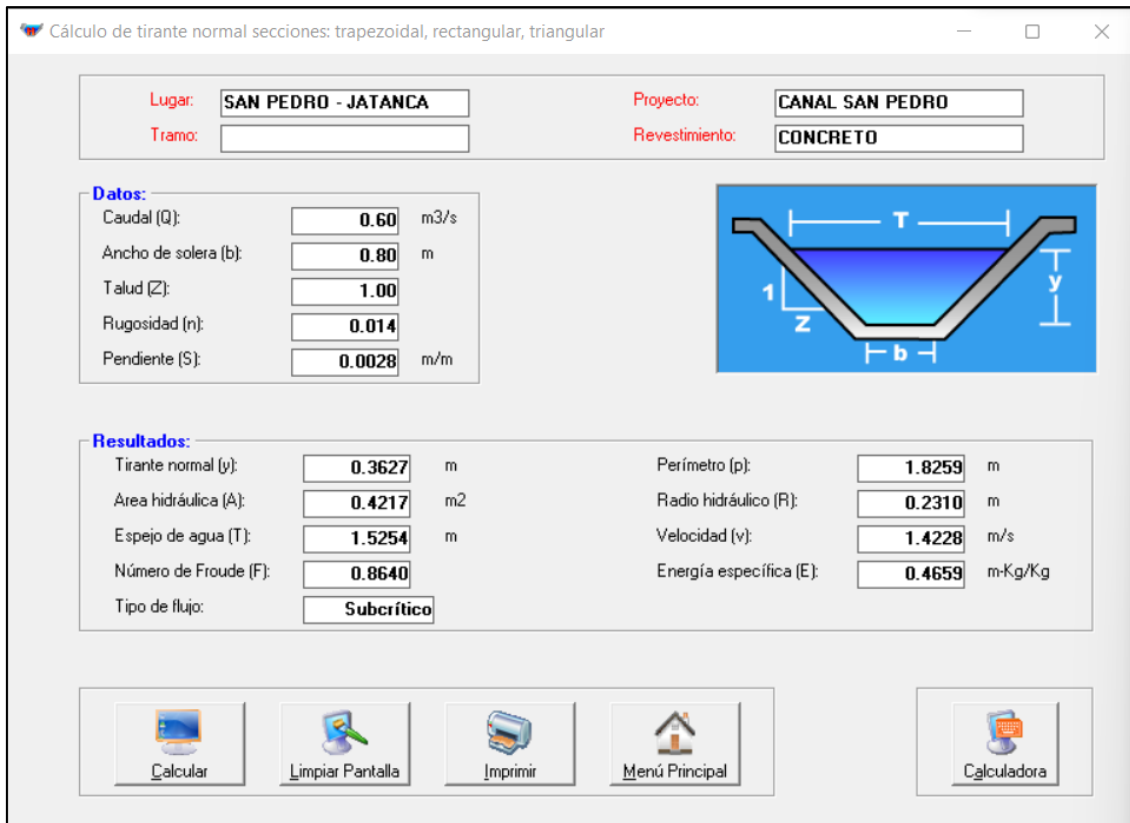 Cálculo de tirante normal secciones: trapezoidal, rectangular, triangular
Lugar: SAN PEDRO - JATANCA Proyecto: CANAL SAN PEDRO
Tramo: Revestimiento: CONCRETO
Datos:
Caudal (Q): 0.60 m3/s
Ancho de solera (b): 0.80 m
Talud (Z): 1.00
Rugosidad (n): 0.014
Pendiente (S): 0.0028 m/m
T
1
Z
y
b
Resultados:
Tirante normal (y): 0.3627 m Perímetro (p): 1.8259 m
Area hidráulica (A): 0.4217 m2 Radio hidráulico (R): 0.2310 m
Espejo de agua (T): 1.5254 m Velocidad (v): 1.4228 m/s
Número de Froude (F): 0.8640 Energía específica (E): 0.4659 m-Kg/Kg
Tipo de flujo: Subcrítico
Calcular Limpiar Pantalla Imprimir Menú Principal Calculadora